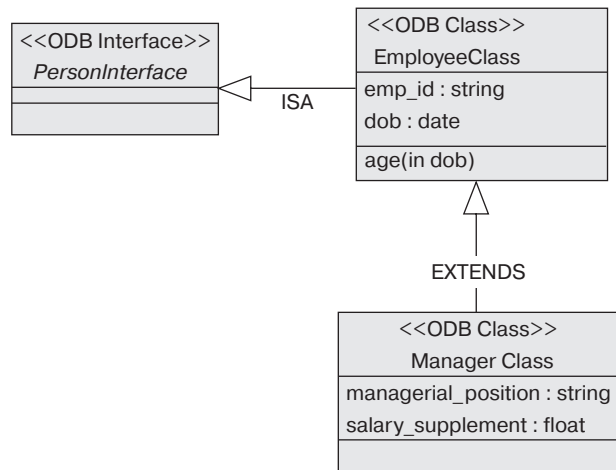 <<ODB Interface>>
PersonInterface
ISA
<<ODB Class>>
EmployeeClass
emp_id : string
dob : date
age(in dob)
EXTENDS
<<ODB Class>>
Manager Class
managerial_position : string
salary_supplement : float